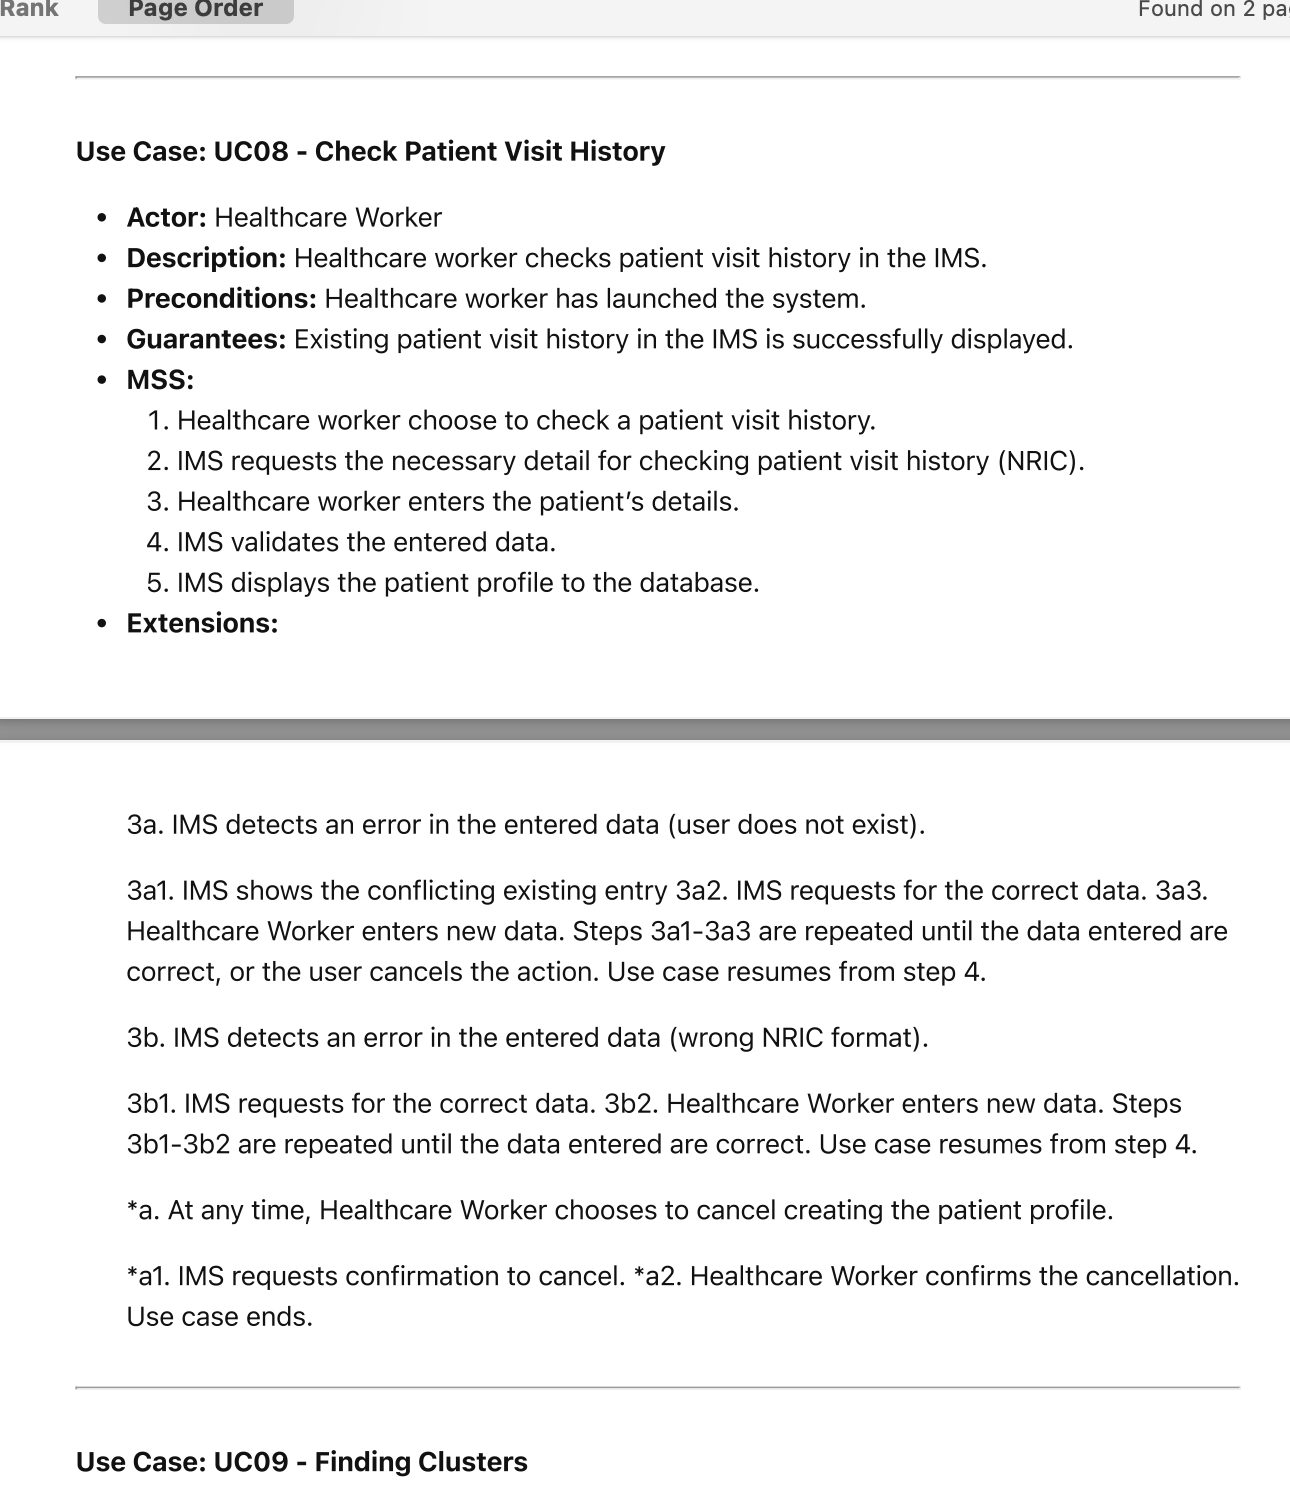 Rank
Page Order
Found on 2
Use Case: UC08 - Check Patient Visit History
• Actor: Healthcare Worker
• Description: Healthcare worker checks patient visit history in the IMS.
• Preconditions: Healthcare worker has launched the system.
• Guarantees: Existing patient visit history in the IMS is successfully displayed.
• MSS:
1. Healthcare worker choose to check a patient visit history.
2. IMS requests the necessary detail for checking patient visit history (NRIC).
3. Healthcare worker enters the patient’s details.
4. IMS validates the entered data.
5. IMS displays the patient profile to the database.
• Extensions:
3a. IMS detects an error in the entered data (user does not exist).
3a1. IMS shows the conflicting existing entry 3a2. IMS requests for the correct data. 3a3.
Healthcare Worker enters new data. Steps 3a1-3a3 are repeated until the data entered are
correct, or the user cancels the action. Use case resumes from step 4.
3b. IMS detects an error in the entered data (wrong NRIC format).
3b1. IMS requests for the correct data. 3b2. Healthcare Worker enters new data. Steps
3b1-3b2 are repeated until the data entered are correct. Use case resumes from step 4.
*a. At any time, Healthcare Worker chooses to cancel creating the patient profile.
*a1. IMS requests confirmation to cancel. *a2. Healthcare Worker confirms the cancellation.
Use case ends.
Use Case: UC09 - Finding Clusters